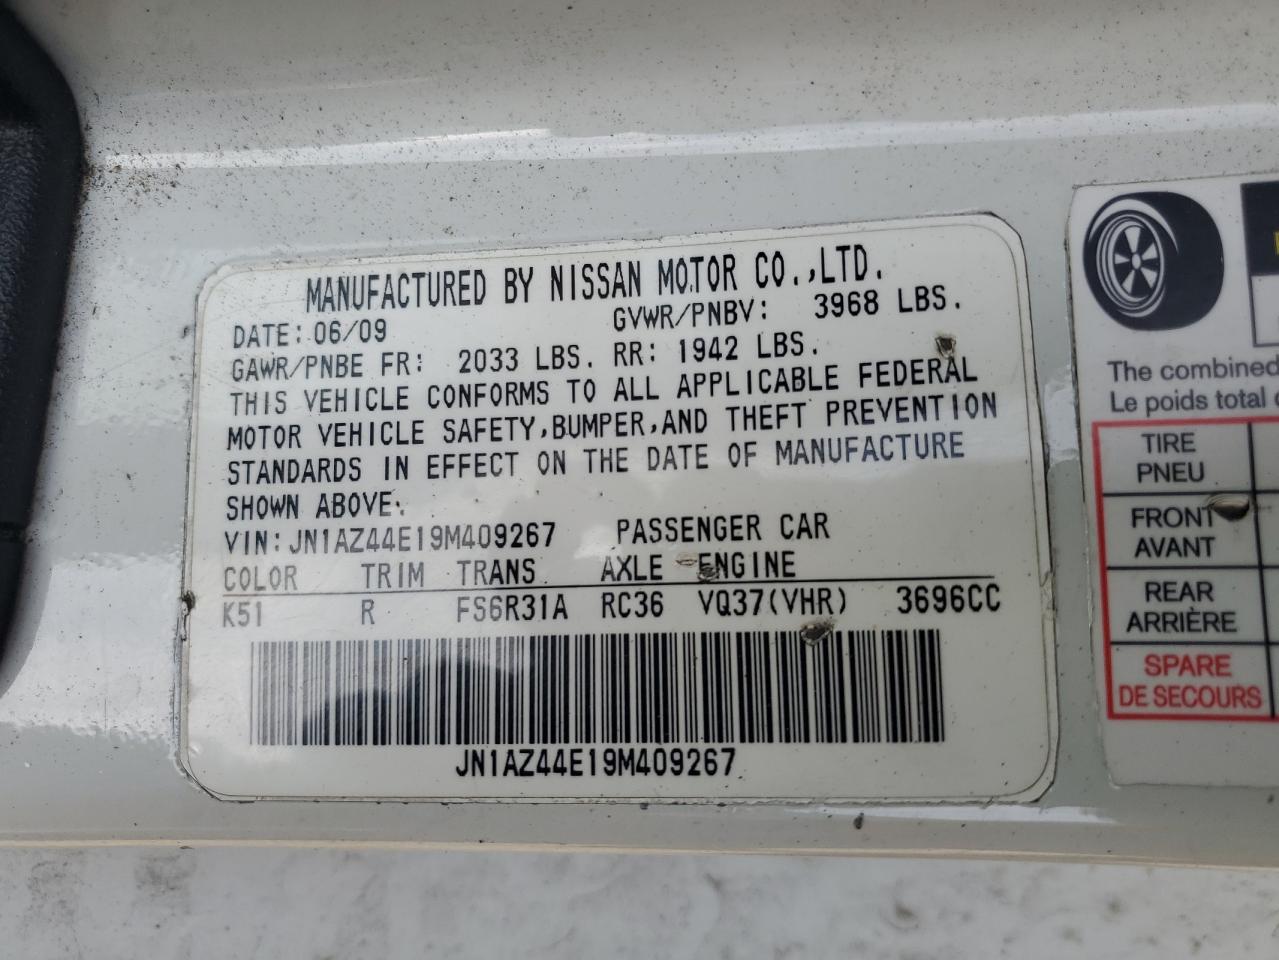 MANUFACTURED BY NISSAN MOTOR CO.,LTD.
DATE: 06/09 GVWR/PNBV: 3968 LBS.
GAWR/PNBE FR: 2033 LBS. RR: 1942 LBS.
THIS VEHICLE CONFORMS TO ALL APPLICABLE FEDERAL
MOTOR VEHICLE SAFETY,BUMPER,AND THEFT PREVENTION
STANDARDS IN EFFECT ON THE DATE OF MANUFACTURE
SHOWN ABOVE.
VIN: JN1AZ44E19M409267 PASSENGER CAR
COLOR TRIM TRANS AXLE ENGINE
K51 R FS6R31A RC36 VQ37(VHR) 3696CC
JN1AZ44E19M409267
The combined
Le poids total
TIRE
PNEU
FRONT
AVANT
REAR
ARRIÈRE
SPARE
DE SECOURS